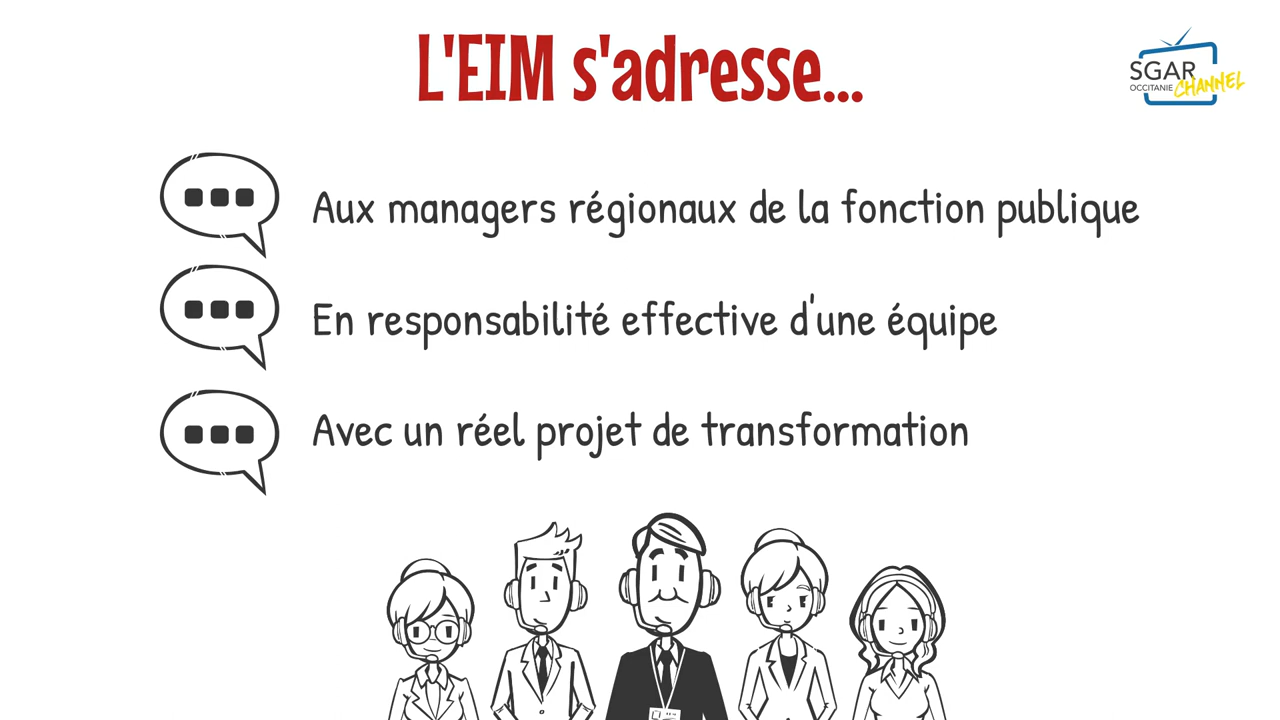 L'EIM s'adresse...
SGAR
OCCITANIE CHANNEL
Aux managers régionaux de la fonction publique
En responsabilité effective d'une équipe
Avec un réel projet de transformation